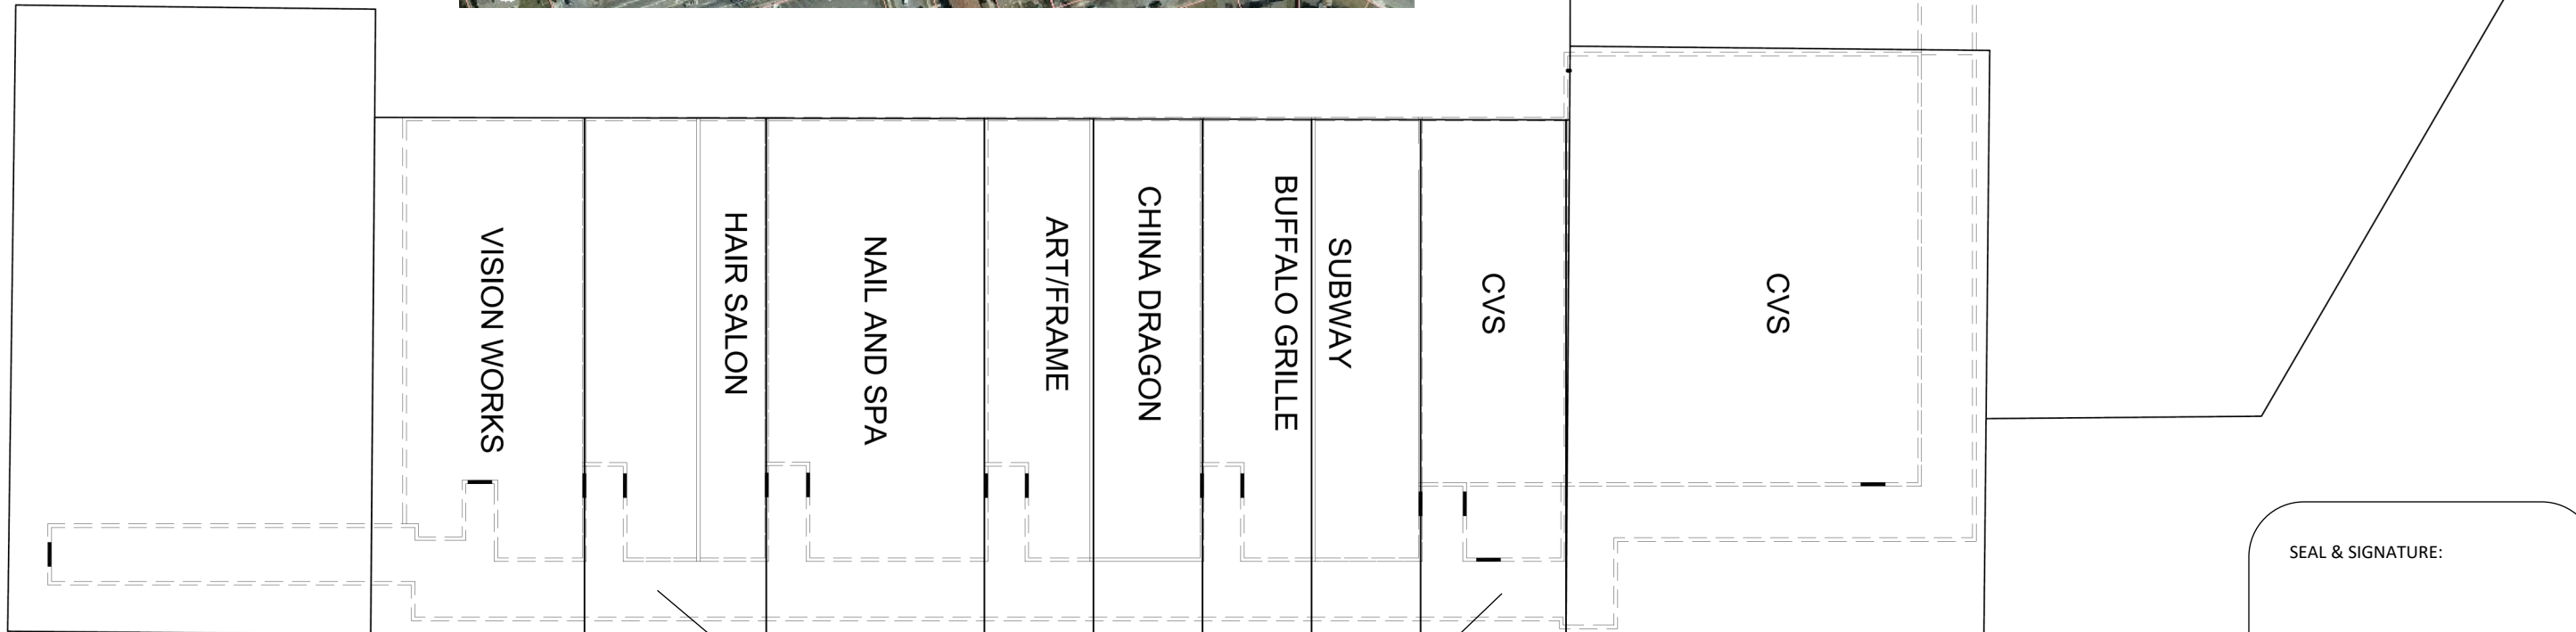 VISION WORKS
HAIR SALON
NAIL AND SPA
ART/FRAME
CHINA DRAGON
BUFFALO GRILLE
SUBWAY
CVS
CVS
SEAL & SIGNATURE: